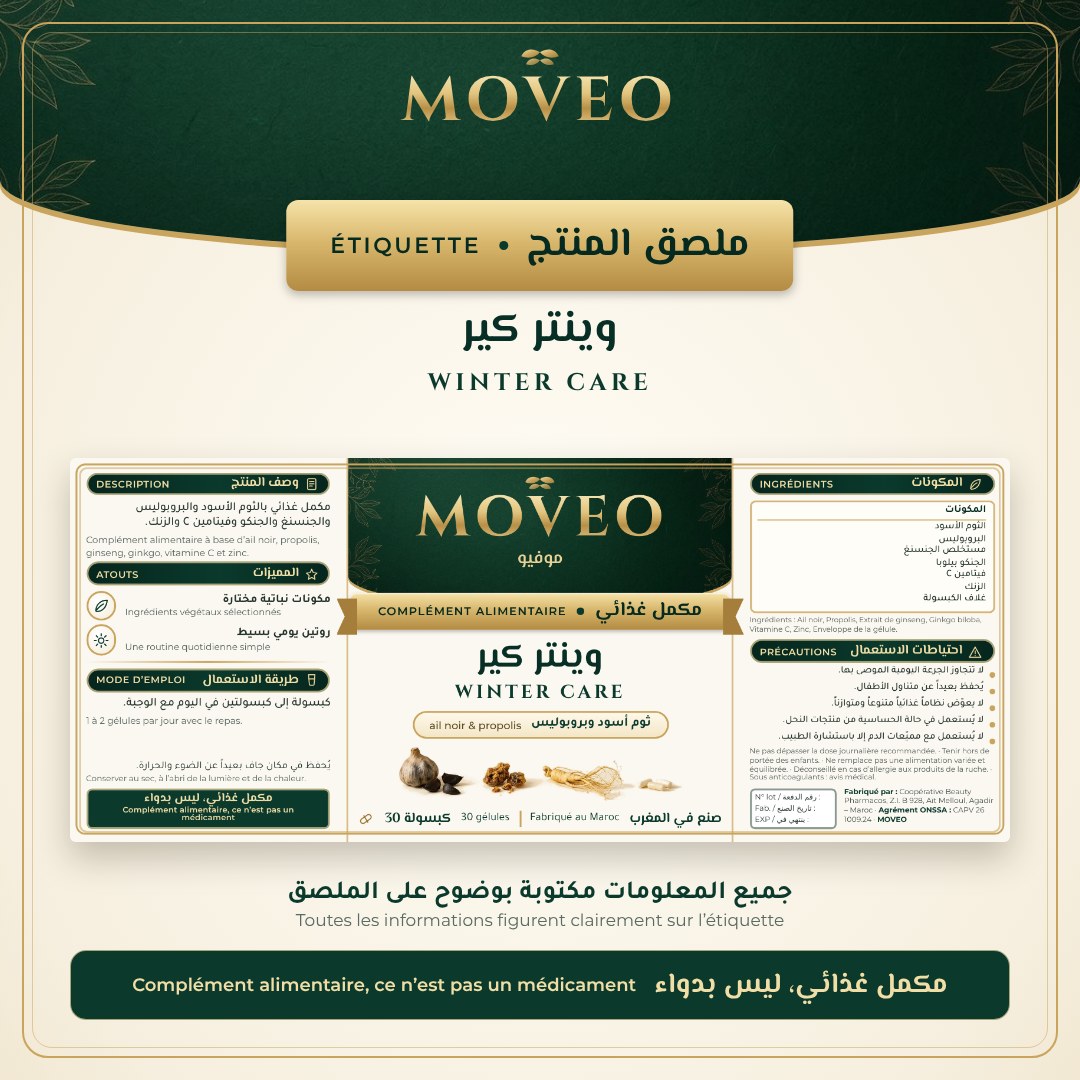 MOVEO
ÉTIQUETTE • ملصق المنتج
وينتر كير
WINTER CARE
DESCRIPTION وصف المنتج
مكمل غذائي بالثوم الأسود والبروبوليس
والجنسنغ والجنكو وفيتامين C والزنك.
Complément alimentaire à base d’ail noir, propolis,
ginseng, ginkgo, vitamine C et zinc.
ATOUTS المميزات
مكونات نباتية مختارة
Ingrédients végétaux sélectionnés
روتين يومي بسيط
Une routine quotidienne simple
MODE D’EMPLOI طريقة الاستعمال
كبسولة إلى كبسولتين في اليوم مع الوجبة.
1 à 2 gélules par jour avec le repas.
يُحفظ في مكان جاف بعيداً عن الضوء والحرارة.
Conserver au sec, à l’abri de la lumière et de la chaleur.
مكمل غذائي، ليس بدواء
Complément alimentaire, ce n’est pas un
médicament
MOVEO
موفيو
COMPLÉMENT ALIMENTAIRE • مكمل غذائي
وينتر كير
WINTER CARE
ail noir & propolis ثوم أسود وبروبوليس
30 كبسولة 30 gélules | Fabriqué au Maroc صنع في المغرب
INGRÉDIENTS المكونات
المكونات
الثوم الأسود
البروبوليس
مستخلص الجنسنغ
الجنكو بيلوبا
فيتامين C
الزنك
غلاف الكبسولة
Ingrédients : Ail noir, Propolis, Extrait de ginseng, Ginkgo biloba,
Vitamine C, Zinc, Enveloppe de la gélule.
PRÉCAUTIONS احتياطات الاستعمال
لا تتجاوز الجرعة اليومية الموصى بها.
يُحفظ بعيداً عن متناول الأطفال.
لا يعوّض نظاماً غذائياً متنوعاً ومتوازناً.
لا يُستعمل في حالة الحساسية من منتجات النحل.
لا يُستعمل مع مميّعات الدم إلا باستشارة الطبيب.
Ne pas dépasser la dose journalière recommandée. · Tenir hors de
portée des enfants. · Ne remplace pas une alimentation variée et
équilibrée. · Déconseillé en cas d’allergie aux produits de la ruche. ·
Sous anticoagulants : avis médical.
N° lot / رقم الدفعة :
Fab. / تاريخ الصنع :
EXP / ينتهي في :
Fabriqué par : Coopérative Beauty
Pharmacos, Z.I. B 928, Ait Melloul, Agadir
– Maroc · Agrément ONSSA : CAPV 26
1009.24 · MOVEO
جميع المعلومات مكتوبة بوضوح على الملصق
Toutes les informations figurent clairement sur l’étiquette
Complément alimentaire, ce n’est pas un médicament مكمل غذائي، ليس بدواء